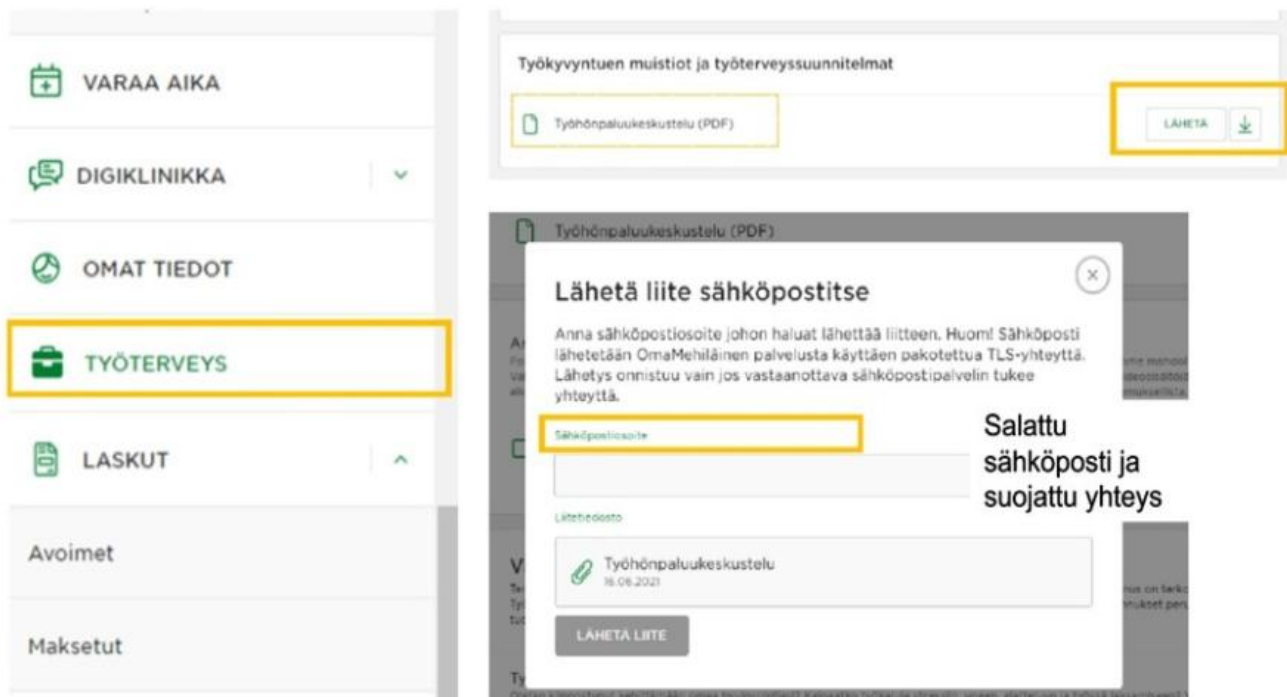 VARAA AIKA
DIGIKLINIKKA
OMAT TIEDOT
TYÖTERVEYS
LASKUT
Avoimet
Maksetut
Työkyvyntuen muistiot ja työterveyssuunnitelmat
Työhönpaluukeskustelu (PDF)
LÄHETÄ
Työhönpaluukeskustelu (PDF)
Lähetä liite sähköpostitse
Anna sähköpostiosoite johon haluat lähettää liitteen. Huom! Sähköposti
lähetetään OmaMehiläinen palvelusta käyttäen pakotettua TLS-yhteyttä.
Lähetys onnistuu vain jos vastaanottava sähköpostipalvelin tukee
yhteyttä.
Sähköpostiosoite
Salattu
sähköposti ja
suojattu yhteys
Liitetiedosto
Työhönpaluukeskustelu
16.06.2021
LÄHETÄ LIITE